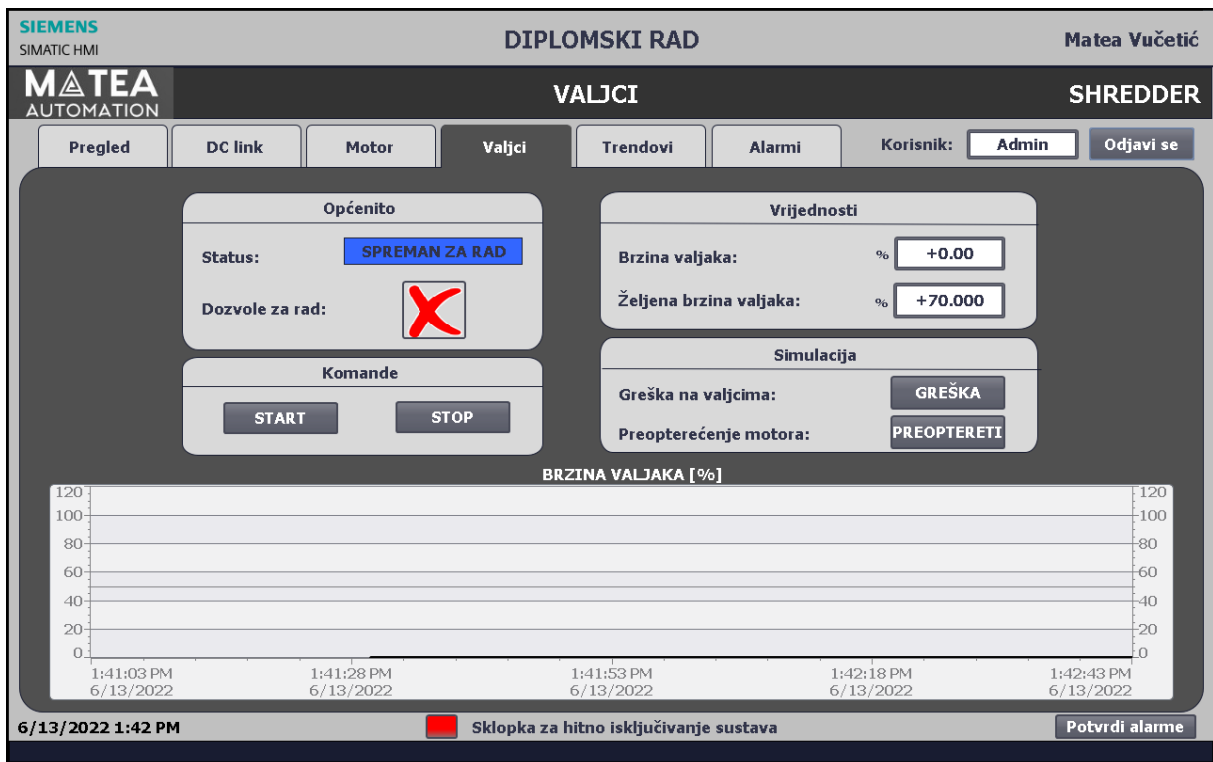 SIEMENS
SIMATIC HMI
DIPLOMSKI RAD
Matea Vučetić
MATEA
AUTOMATION
VALJCI
SHREDDER
Pregled
DC link
Motor
Valjci
Trendovi
Alarmi
Korisnik:
Admin
Odjavi se
Općenito
Status:
SPREMAN ZA RAD
Dozvole za rad:
Komande
START
STOP
Vrijednosti
Brzina valjaka:
% +0.00
Željena brzina valjaka:
% +70.000
Simulacija
Greška na valjcima:
GREŠKA
Preopterećenje motora:
PREOPTERETI
BRZINA VALJAKA [%]
120 120
100 100
80 80
60 60
40 40
20 20
0 0
1:41:03 PM 1:41:28 PM 1:41:53 PM 1:42:18 PM 1:42:43 PM
6/13/2022 6/13/2022 6/13/2022 6/13/2022 6/13/2022
6/13/2022 1:42 PM
Sklopka za hitno isključivanje sustava
Potvrdi alarme